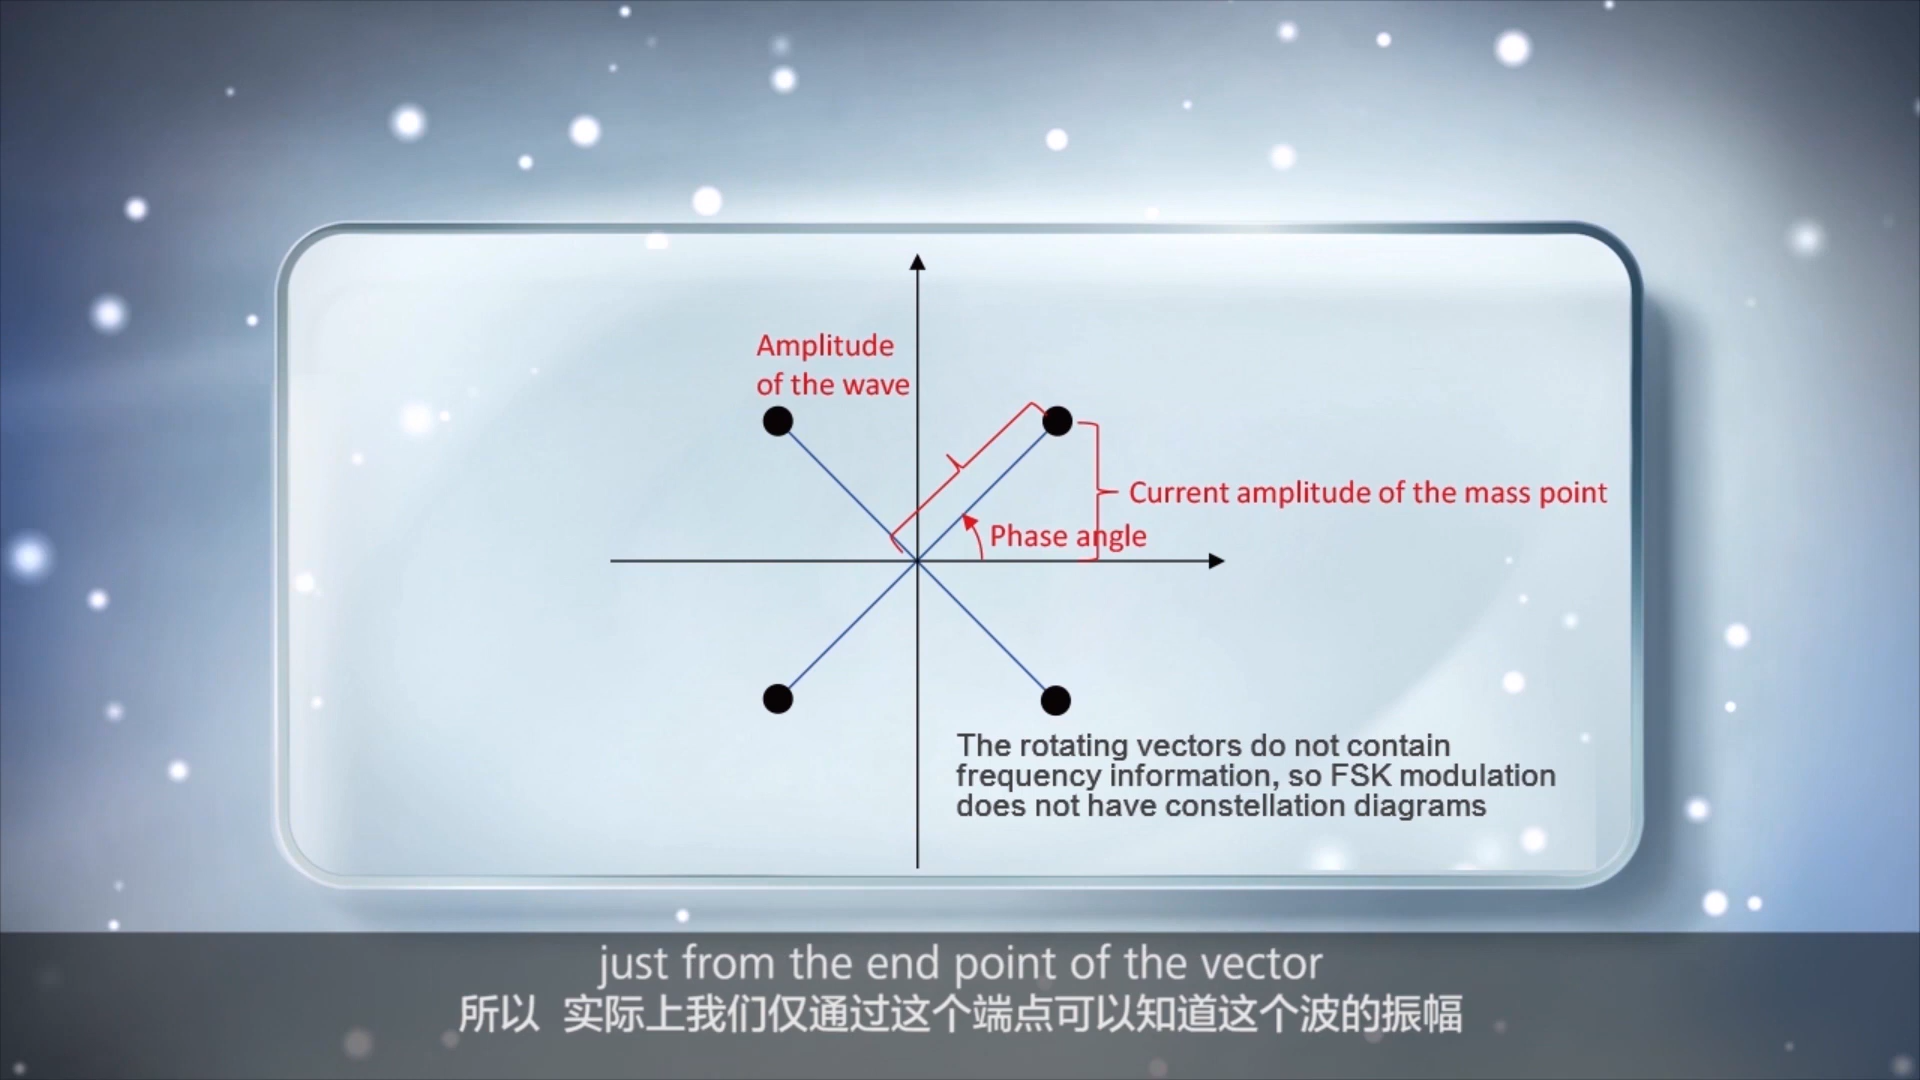 Amplitude
of the wave
Current amplitude of the mass point
Phase angle
The rotating vectors do not contain
frequency information, so FSK modulation
does not have constellation diagrams
just from the end point of the vector
所以 实际上我们仅通过这个端点可以知道这个波的振幅